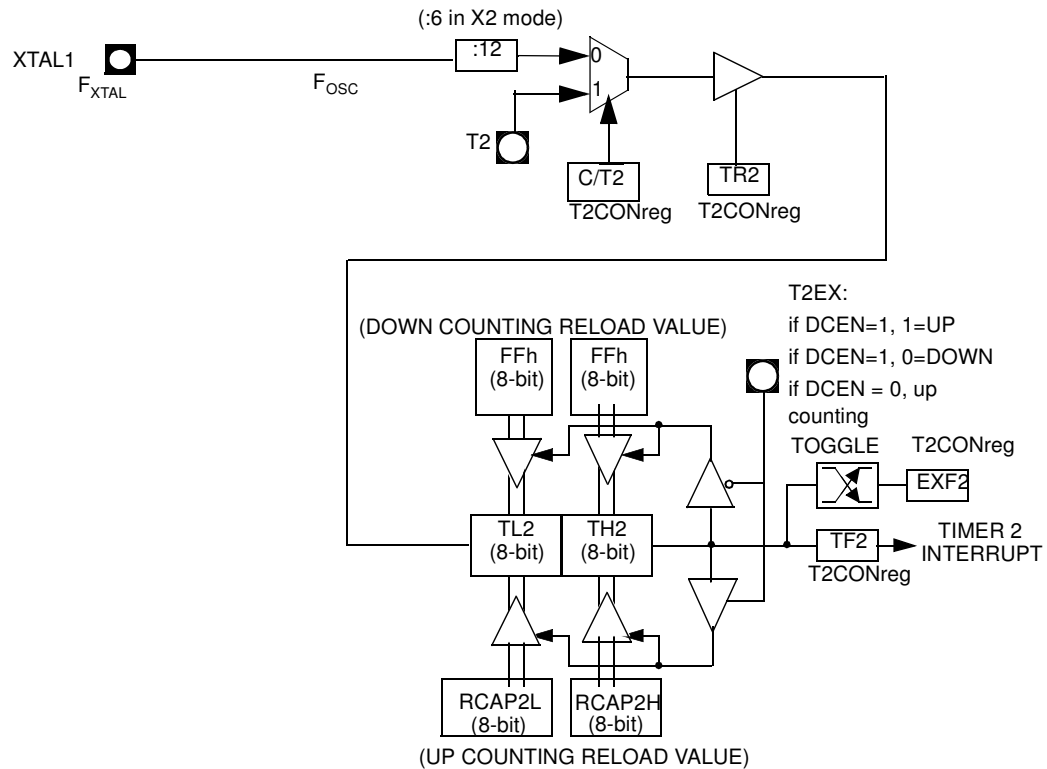 (:6 in X2 mode)
XTAL1
:12
0
FXTAL
FOSC
1
T2
C/T2
TR2
T2CONreg
T2CONreg
T2EX:
if DCEN=1, 1=UP
(DOWN COUNTING RELOAD VALUE)
if DCEN=1, 0=DOWN
FFh
(8-bit)
FFh
(8-bit)
if DCEN = 0, up
counting
TOGGLE
T2CONreg
EXF2
TL2
(8-bit)
TH2
(8-bit)
TF2
TIMER 2
INTERRUPT
T2CONreg
RCAP2L
(8-bit)
RCAP2H
(8-bit)
(UP COUNTING RELOAD VALUE)